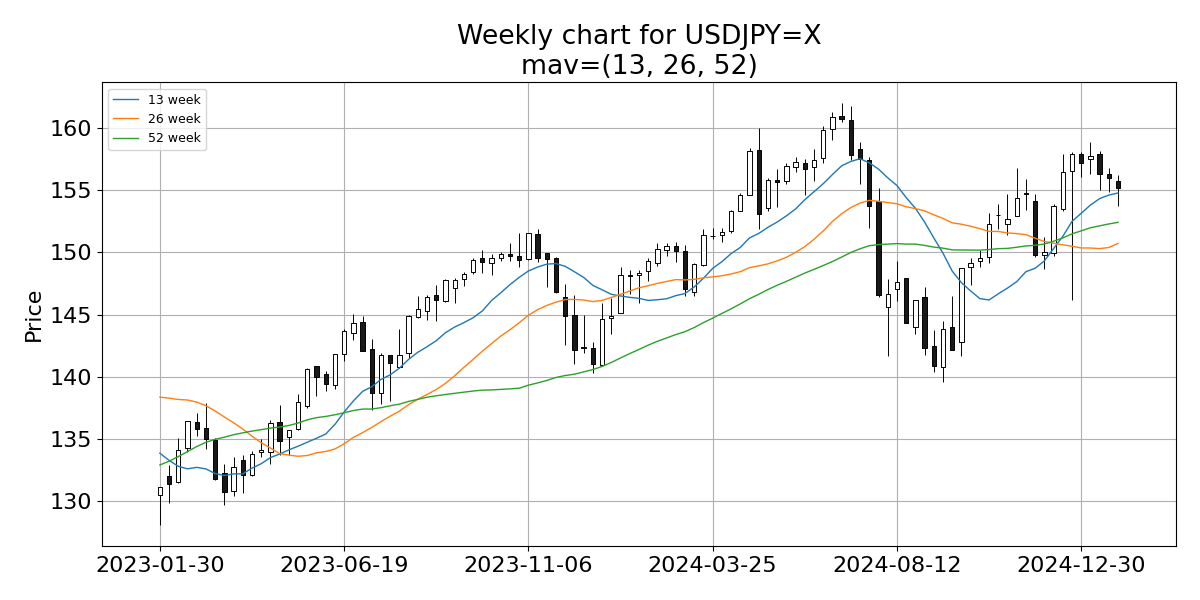 Weekly chart for USDJPY=X
mav=(13, 26, 52)
13 week
26 week
52 week
Price
160
155
150
145
140
135
130
2023-01-30
2023-06-19
2023-11-06
2024-03-25
2024-08-12
2024-12-30